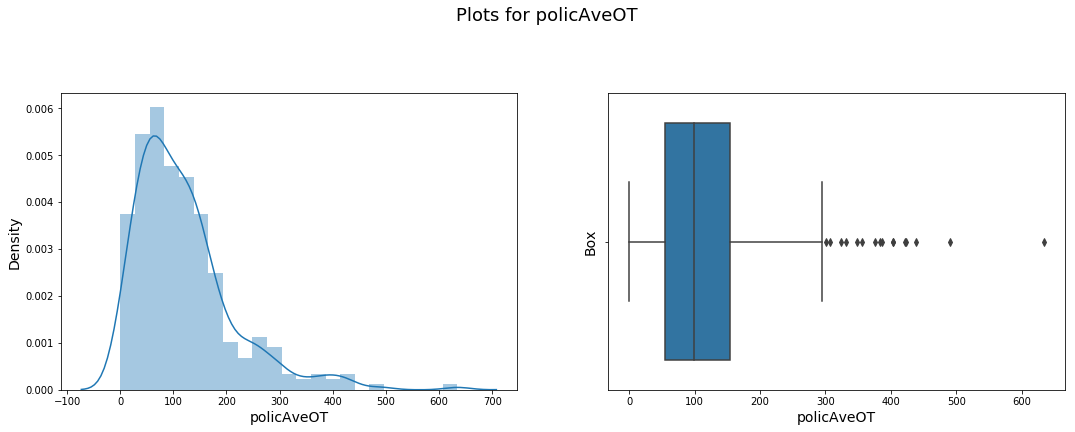 Plots for policAveOT
0.006
0.005
0.004
0.003
0.002
0.001
0.000
Density
−100 0 100 200 300 400 500 600 700
policAveOT
Box
0 100 200 300 400 500 600
policAveOT